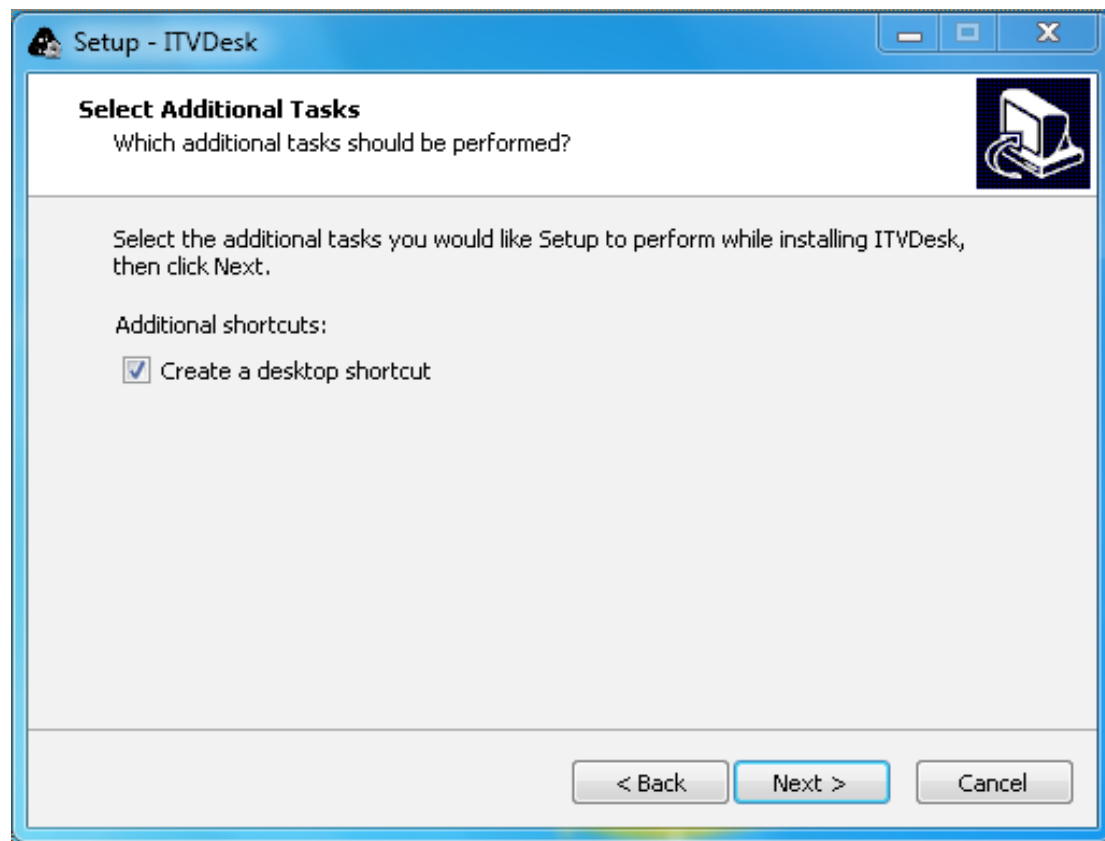 Setup - ITVDesk
Select Additional Tasks
Which additional tasks should be performed?
Select the additional tasks you would like Setup to perform while installing ITVDesk,
then click Next.
Additional shortcuts:
Create a desktop shortcut
< Back Next > Cancel